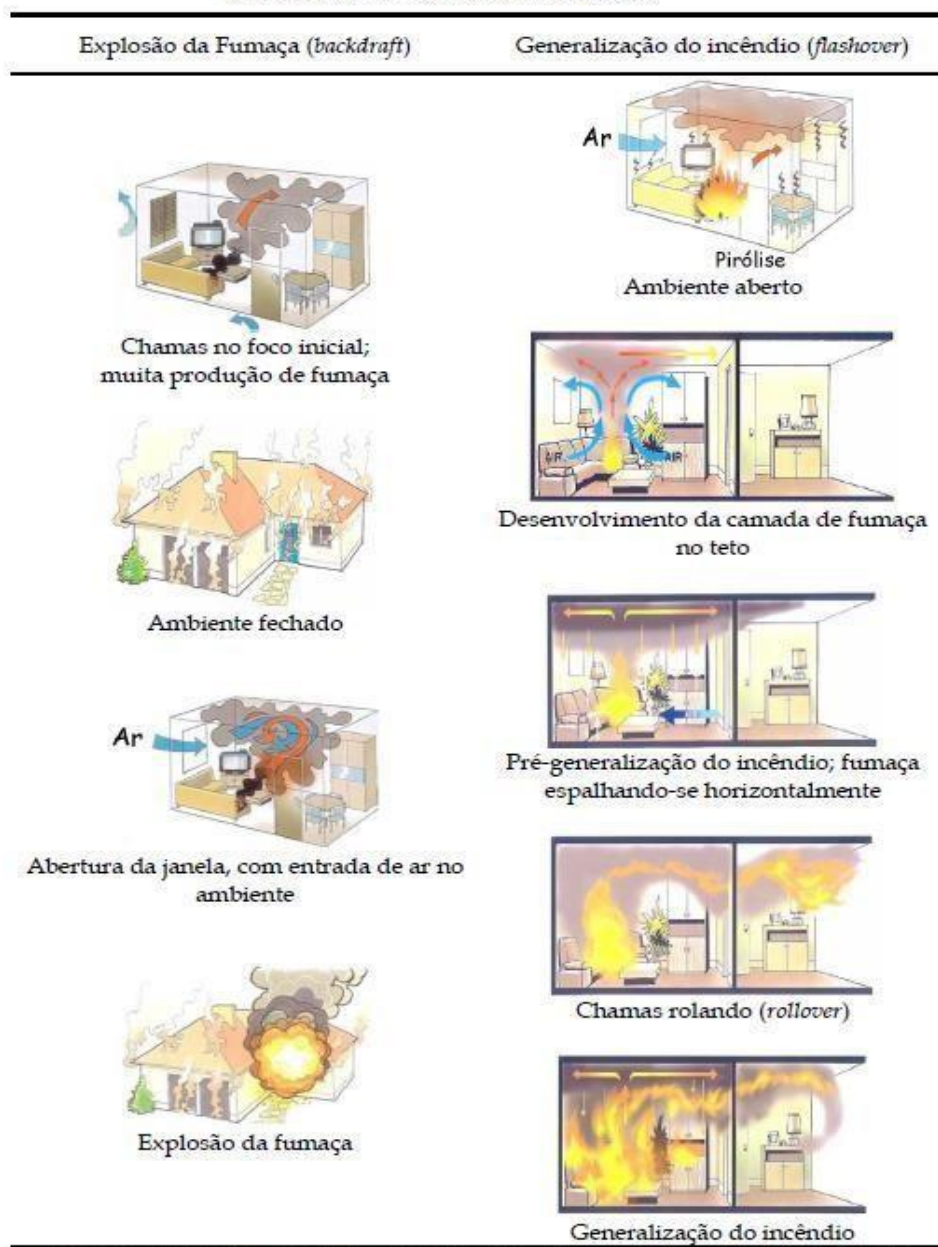 Explosão da Fumaça (backdraft)
Generalização do incêndio (flashover)
Chamas no foco inicial;
muita produção de fumaça
Ambiente fechado
Ar
Abertura da janela, com entrada de ar no
ambiente
Explosão da fumaça
Ar
Pirólise
Ambiente aberto
AIR
AIR
Desenvolvimento da camada de fumaça
no teto
Pré-generalização do incêndio; fumaça
espalhando-se horizontalmente
Chamas rolando (rollover)
Generalização do incêndio